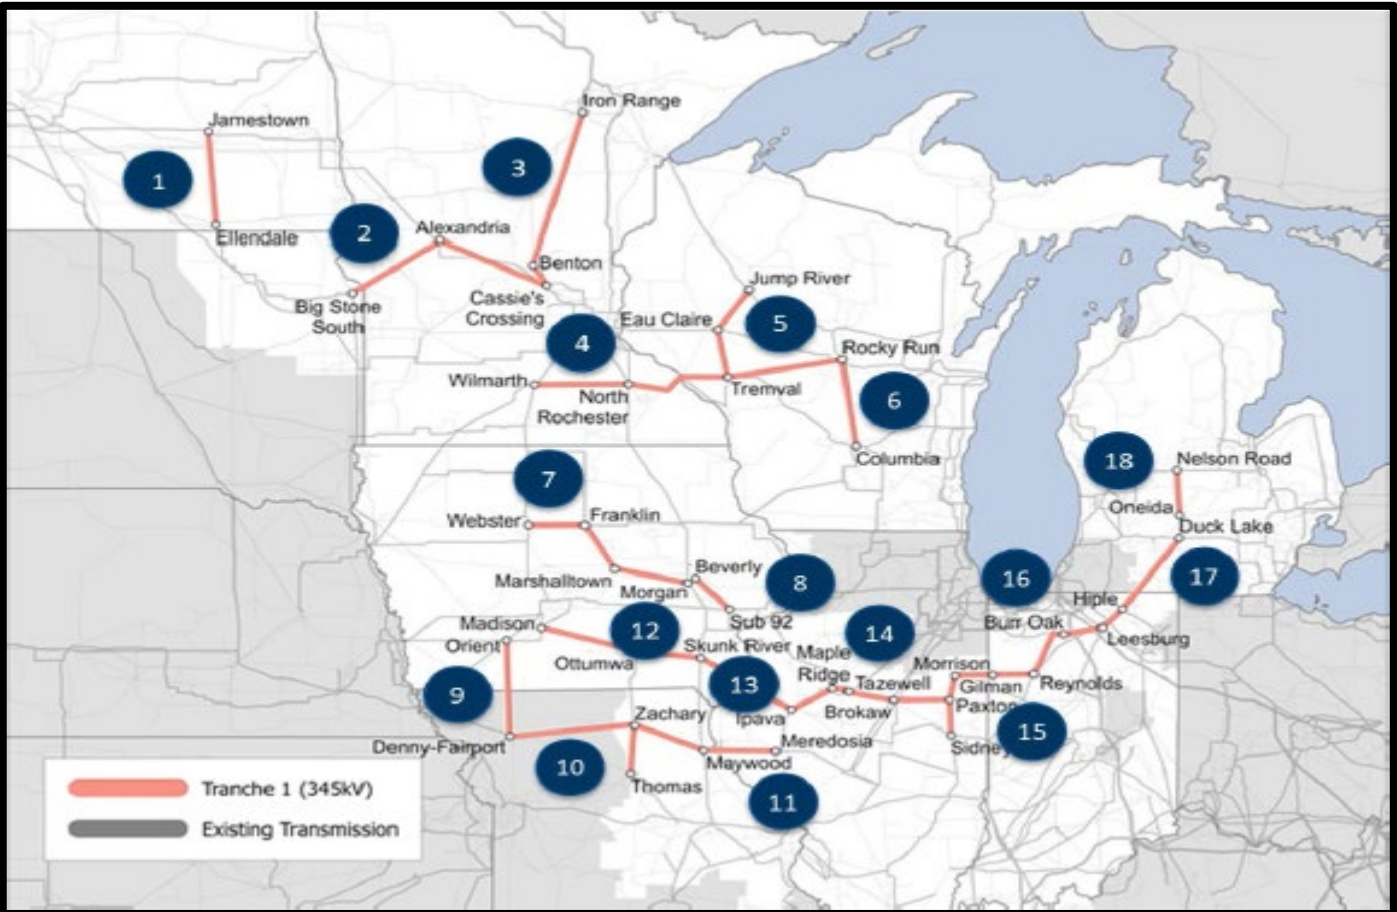 Iron Range
Jamestown
3
1
2
Alexandria
Ellendale
Benton
Jump River
Cassie's
Crossing
Big Stone
South
Eau Claire
5
4
Rocky Run
Wilmarth
North
Rochester
Tremval
6
Columbia
18
Nelson Road
7
Oneida
Webster
Franklin
Duck Lake
Marshalltown
Beverly
Morgan
8
16
17
Hiple
Madison
Sub 92
Burr Oak
12
14
Leesburg
Orient
Skunk River
Ottumwa
Maple
Ridge
Morrison
9
13
Tazewell
Gilman
Reynolds
Zachary
Ipava
Brokaw
Paxton
15
Denny-Fairport
Meredosia
Sidney
10
Maywood
Thomas
11
Tranche 1 (345kV)
Existing Transmission